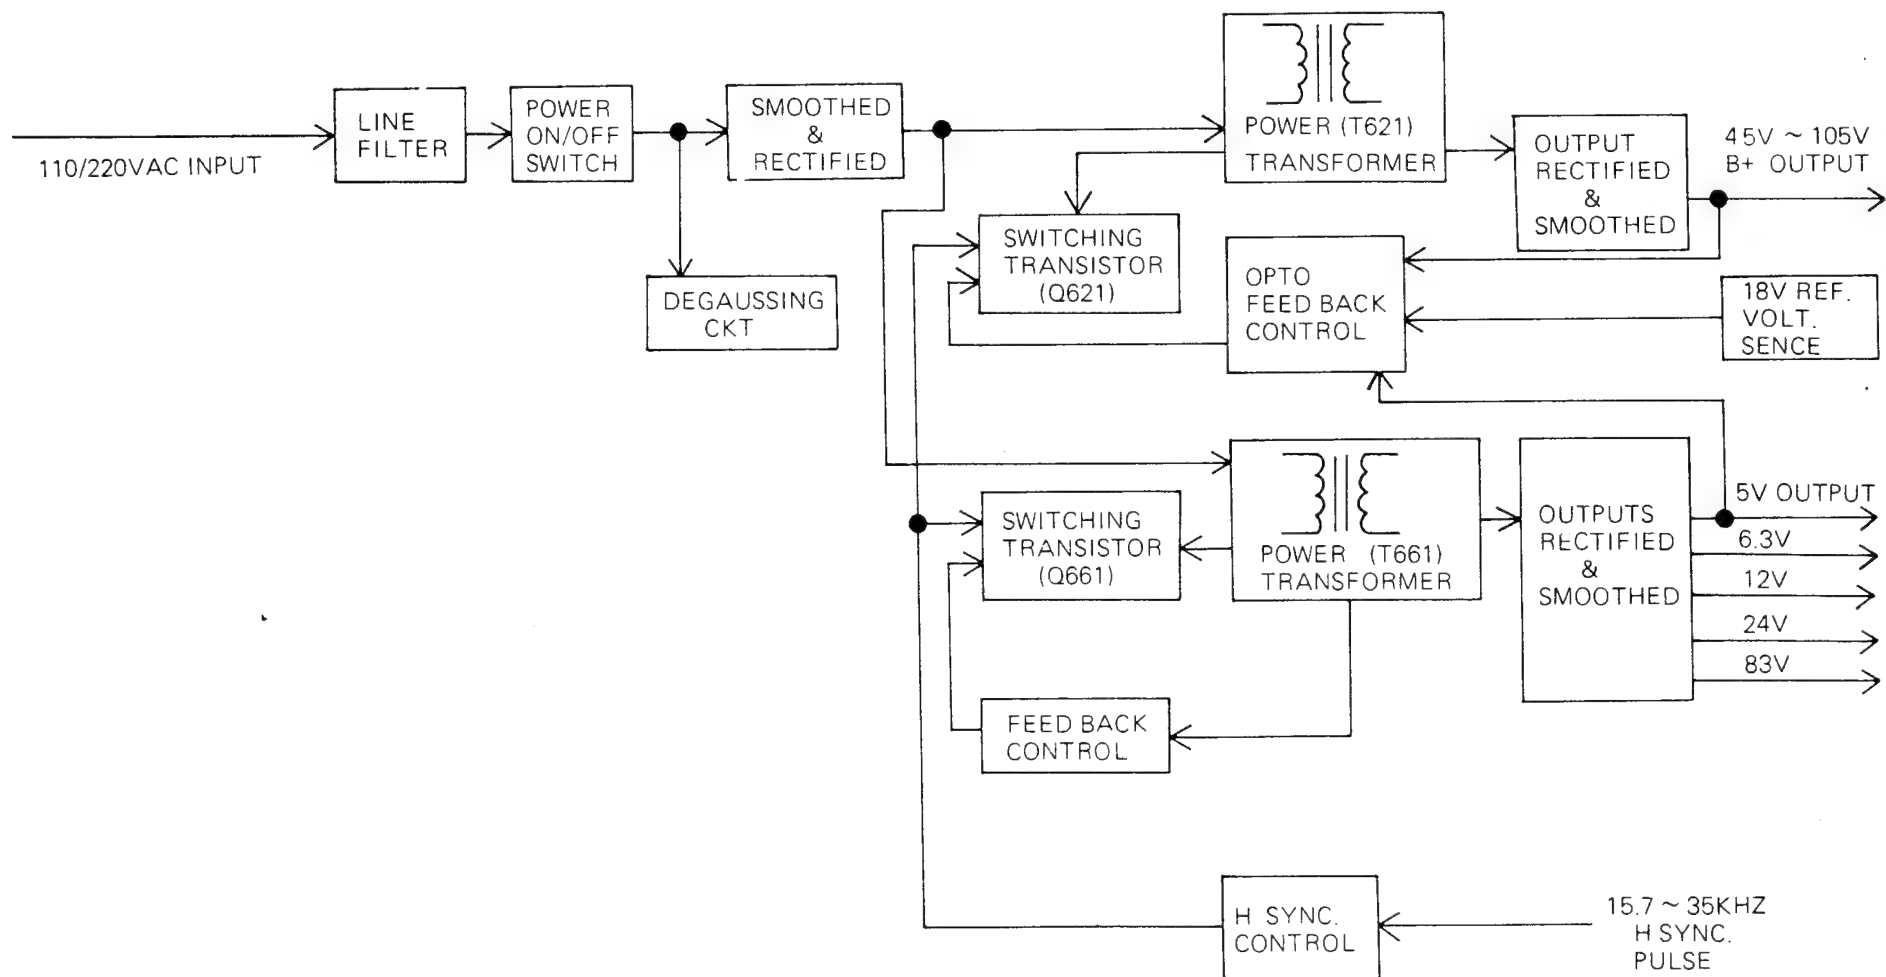 110/220VAC INPUT
LINE
FILTER
POWER
ON/OFF
SWITCH
SMOOTHED
&
RECTIFIED
DEGAUSSING
CKT
POWER (T621)
TRANSFORMER
OUTPUT
RECTIFIED
&
SMOOTHED
45V ~ 105V
B+ OUTPUT
SWITCHING
TRANSISTOR
(Q621)
OPTO
FEED BACK
CONTROL
18V REF.
VOLT.
SENCE
SWITCHING
TRANSISTOR
(Q661)
POWER (T661)
TRANSFORMER
OUTPUTS
RECTIFIED
&
SMOOTHED
5V OUTPUT
6.3V
12V
24V
83V
FEED BACK
CONTROL
H SYNC.
CONTROL
15.7 ~ 35KHZ
H SYNC.
PULSE